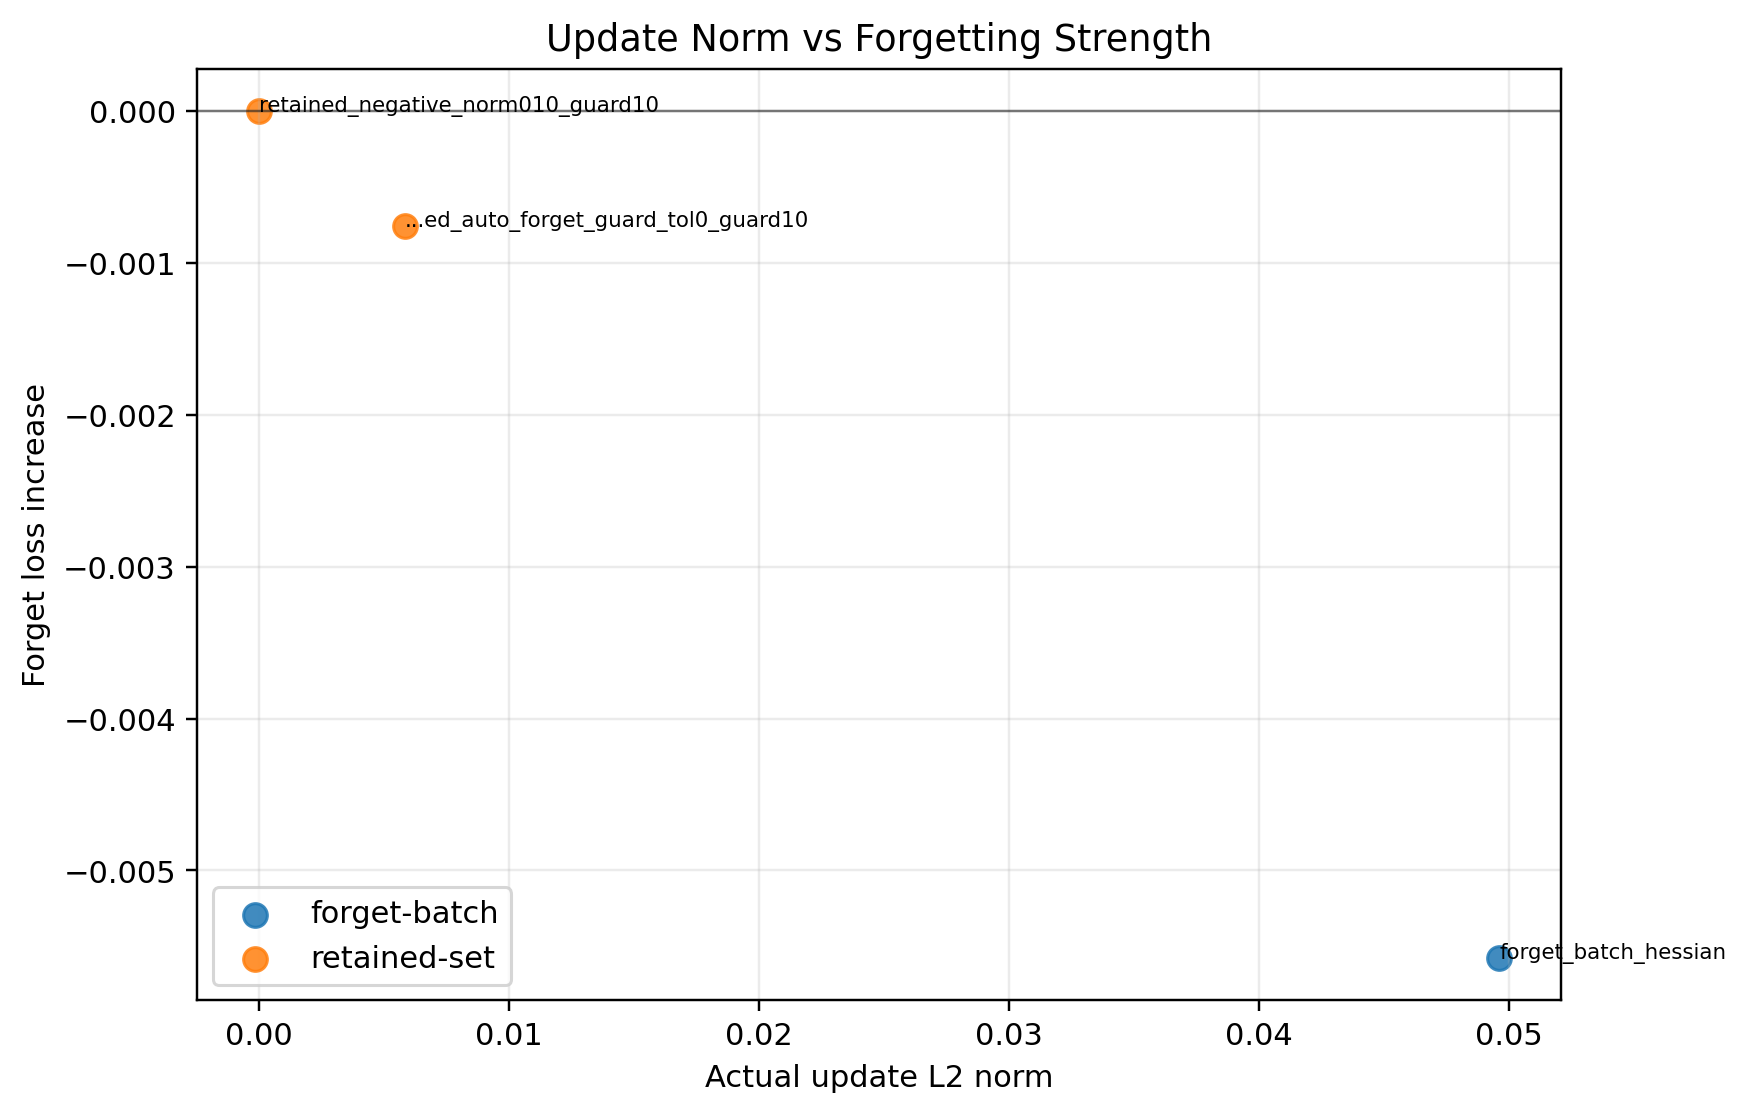 Update Norm vs Forgetting Strength
Forget loss increase
0.000
−0.001
−0.002
−0.003
−0.004
−0.005
retained_negative_norm010_guard10
...ed_auto_forget_guard_tol0_guard10
forget_batch_hessian
forget-batch
retained-set
0.00 0.01 0.02 0.03 0.04 0.05
Actual update L2 norm